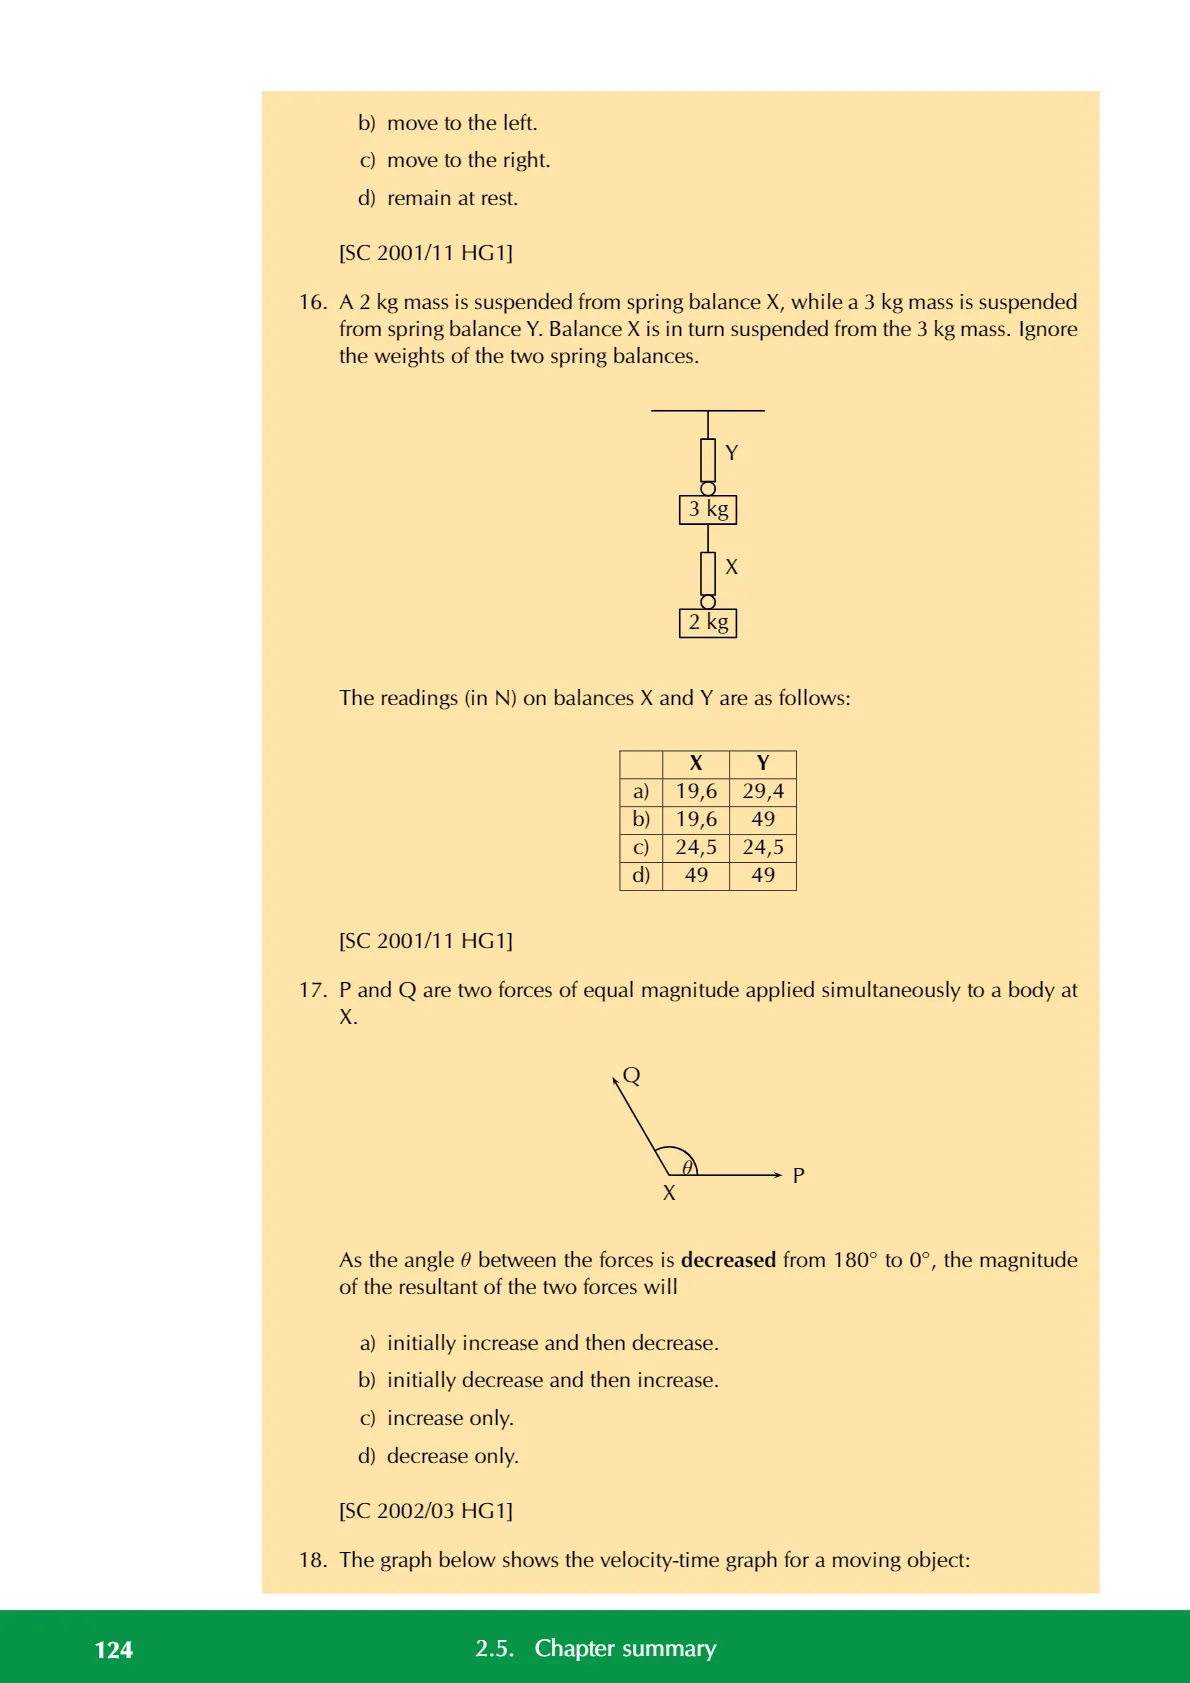 b) move to the left.
c) move to the right.
d) remain at rest.
[SC 2001/11 HG1]
16. A 2 kg mass is suspended from spring balance X, while a 3 kg mass is suspended
from spring balance Y. Balance X is in turn suspended from the 3 kg mass. Ignore
the weights of the two spring balances.
Y
3 kg
X
2 kg
The readings (in N) on balances X and Y are as follows:
X Y
a) 19,6 29,4
b) 19,6 49
c) 24,5 24,5
d) 49 49
[SC 2001/11 HG1]
17. P and Q are two forces of equal magnitude applied simultaneously to a body at
X.
Q
θ
P
X
As the angle θ between the forces is decreased from 180° to 0°, the magnitude
of the resultant of the two forces will
a) initially increase and then decrease.
b) initially decrease and then increase.
c) increase only.
d) decrease only.
[SC 2002/03 HG1]
18. The graph below shows the velocity-time graph for a moving object:
124 2.5. Chapter summary